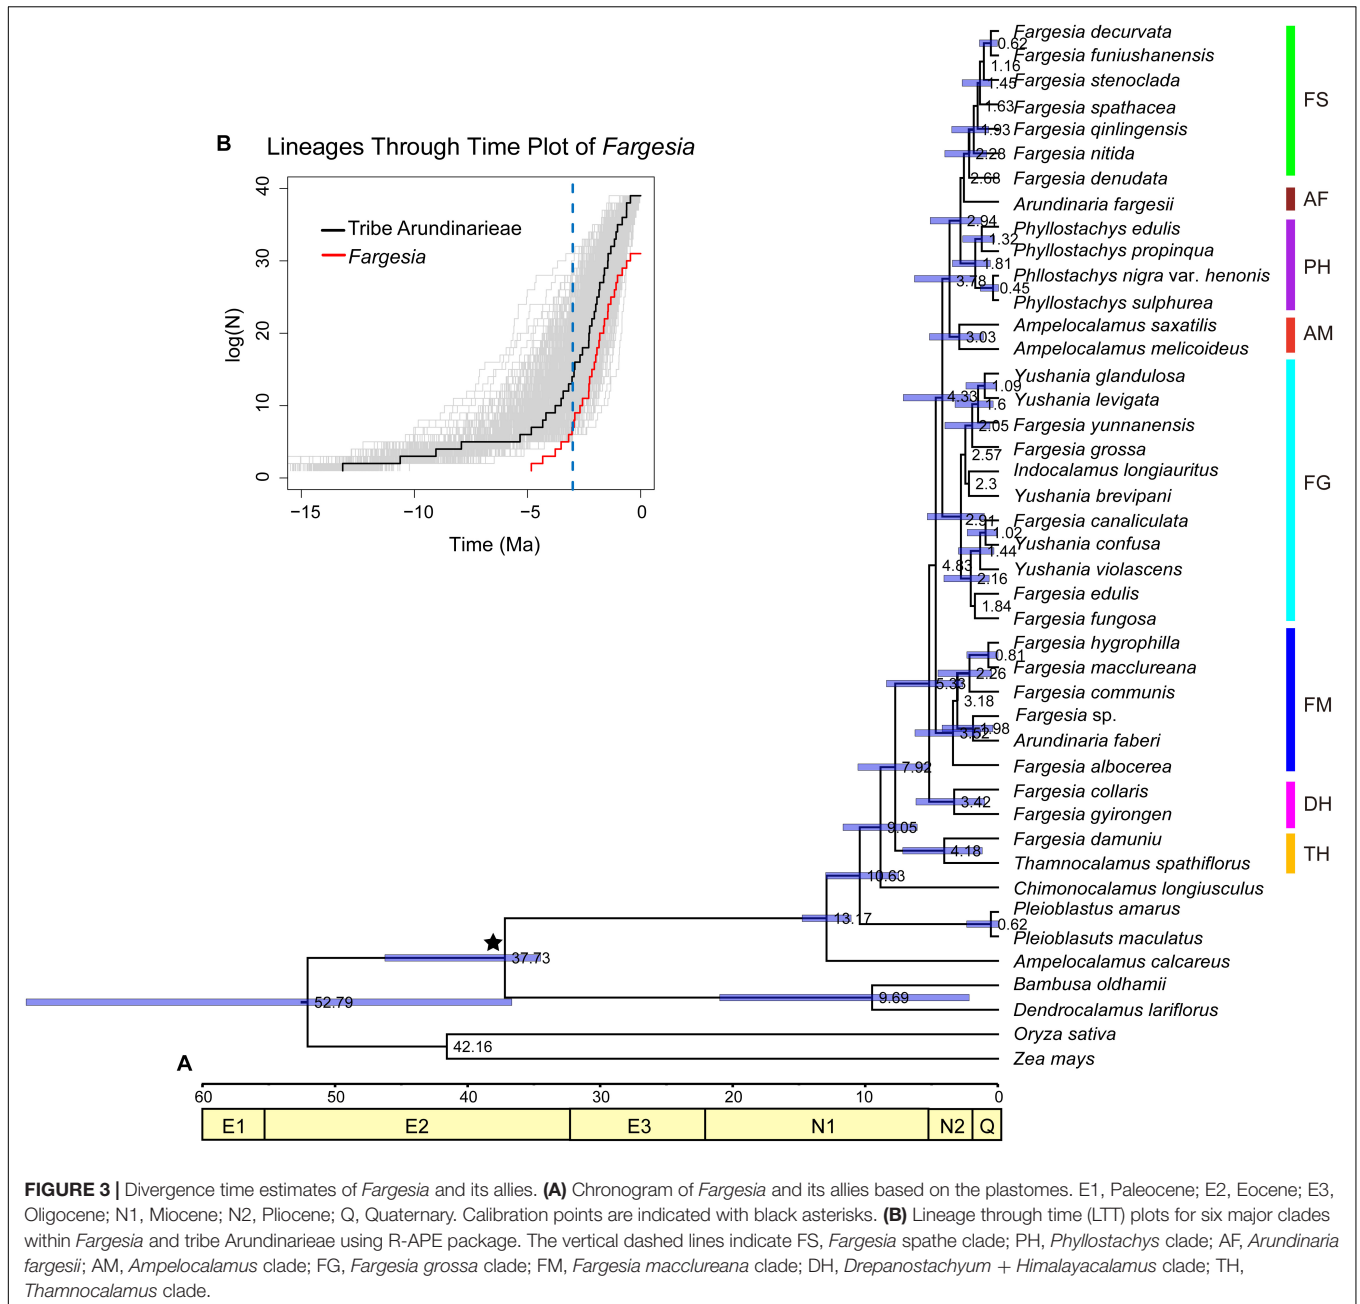 Fargesia decurvata
0.62
Fargesia funiushanensis
1.16
Fargesia stenoclada
1.45
Fargesia spathacea
1.63
Fargesia qinlingensis
1.93
Fargesia nitida
2.28
Fargesia denudata
2.68
FS
Arundinaria fargesii
AF
2.94
Phyllostachys edulis
1.32
Phyllostachys propinqua
1.81
Phllostachys nigra var. henonis
3.78
0.45
Phyllostachys sulphurea
PH
Ampelocalamus saxatilis
3.03
Ampelocalamus melicoideus
AM
Yushania glandulosa
1.09
4.33
Yushania levigata
1.6
Fargesia yunnanensis
2.05
Fargesia grossa
2.57
Indocalamus longiauritus
2.3
Yushania brevipani
FG
Fargesia canaliculata
2.91
1.02
Yushania confusa
1.44
4.83
Yushania violascens
2.16
Fargesia edulis
1.84
Fargesia fungosa
Fargesia hygrophilla
0.81
Fargesia macclureana
2.26
5.33
Fargesia communis
3.18
Fargesia sp.
1.98
3.52
Arundinaria faberi
Fargesia albocerea
FM
7.92
Fargesia collaris
3.42
Fargesia gyirongen
DH
9.05
Fargesia damuniu
4.18
Thamnocalamus spathiflorus
TH
10.63
Chimonocalamus longiusculus
Pleioblastus amarus
13.17
0.62
Pleioblasuts maculatus
Ampelocalamus calcareus
37.73
Bambusa oldhamii
9.69
52.79
Dendrocalamus lariflorus
Oryza sativa
42.16
Zea mays
B
Lineages Through Time Plot of Fargesia
log(N)
40
30
20
10
0
Tribe Arundinarieae
Fargesia
−15 −10 −5 0
Time (Ma)
A
60 50 40 30 20 10 0
E1 E2 E3 N1 N2 Q
FIGURE 3 | Divergence time estimates of Fargesia and its allies. (A) Chronogram of Fargesia and its allies based on the plastomes. E1, Paleocene; E2, Eocene; E3,
Oligocene; N1, Miocene; N2, Pliocene; Q, Quaternary. Calibration points are indicated with black asterisks. (B) Lineage through time (LTT) plots for six major clades
within Fargesia and tribe Arundinarieae using R-APE package. The vertical dashed lines indicate FS, Fargesia spathe clade; PH, Phyllostachys clade; AF, Arundinaria
fargesii; AM, Ampelocalamus clade; FG, Fargesia grossa clade; FM, Fargesia macclureana clade; DH, Drepanostachyum + Himalayacalamus clade; TH,
Thamnocalamus clade.